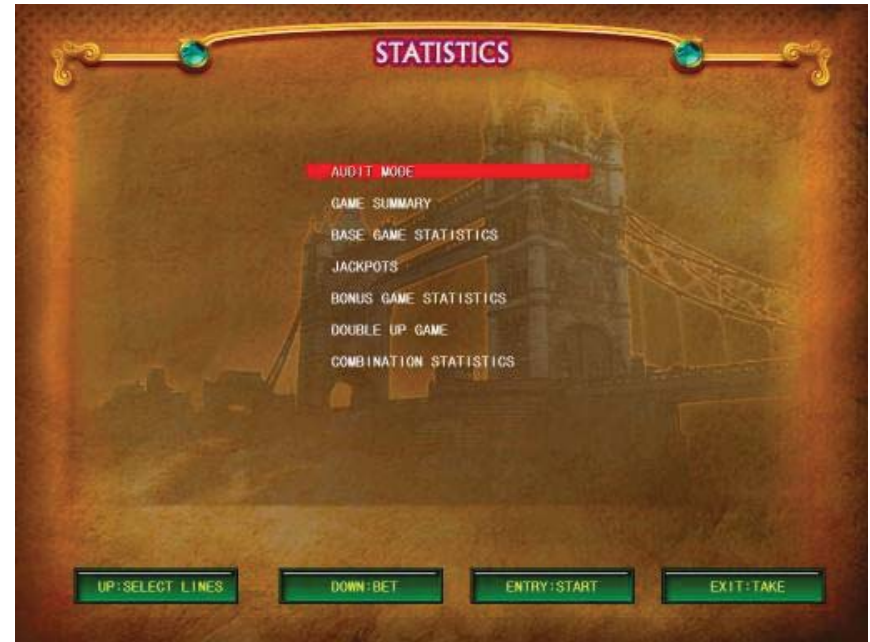 STATISTICS
AUDIT MODE
GAME SUMMARY
BASE GAME STATISTICS
JACKPOTS
BONUS GAME STATISTICS
DOUBLE UP GAME
COMBINATION STATISTICS
UP:SELECT LINES DOWN:BET ENTRY:START EXIT:TAKE